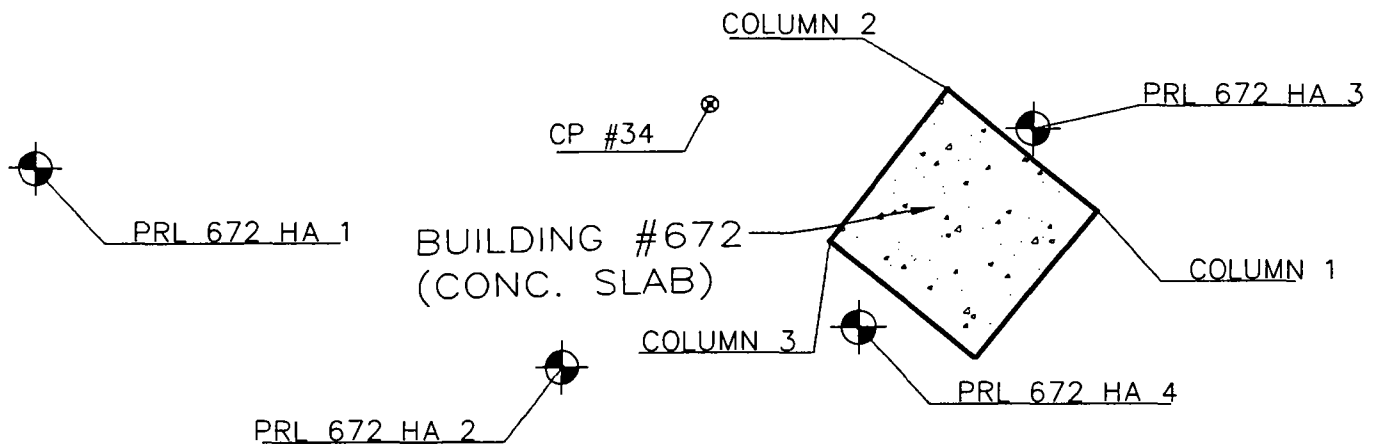 COLUMN 2
PRL 672 HA 3
CP #34
PRL 672 HA 1
BUILDING #672
(CONC. SLAB)
COLUMN 1
COLUMN 3
PRL 672 HA 4
PRL 672 HA 2